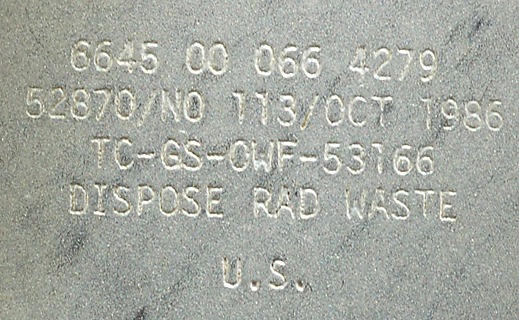 6645 00 066 4279
52870/NO 113/OCT 1986
TC-GS-CWF-53166
DISPOSE RAD WASTE
U.S.